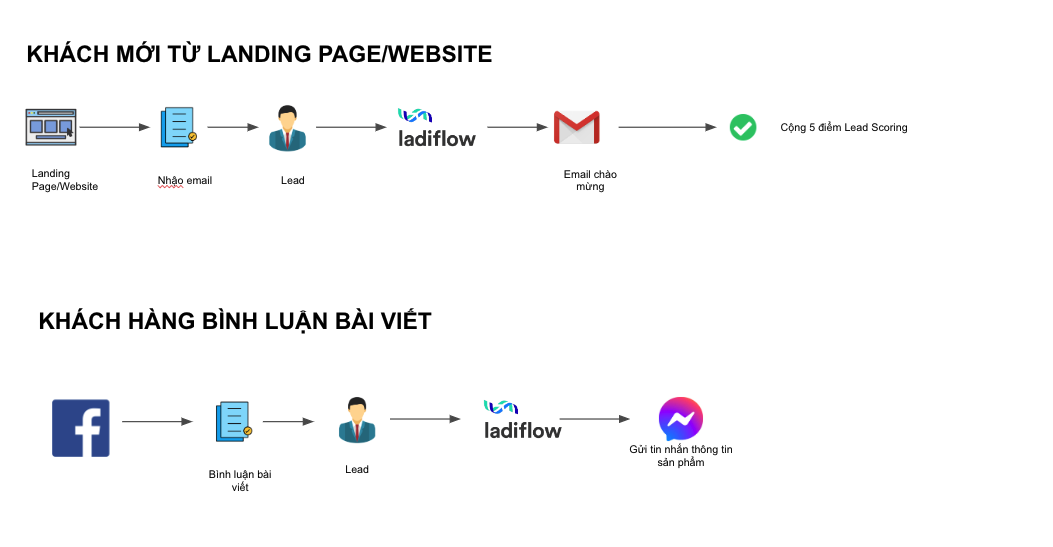 KHÁCH MỚI TỪ LANDING PAGE/WEBSITE
ladiflow
Cộng 5 điểm Lead Scoring
Landing
Page/Website
Nhậo email
Lead
Email chào
mừng
KHÁCH HÀNG BÌNH LUẬN BÀI VIẾT
f
ladiflow
Gửi tin nhắn thông tin
sản phẩm
Bình luận bài
viết
Lead